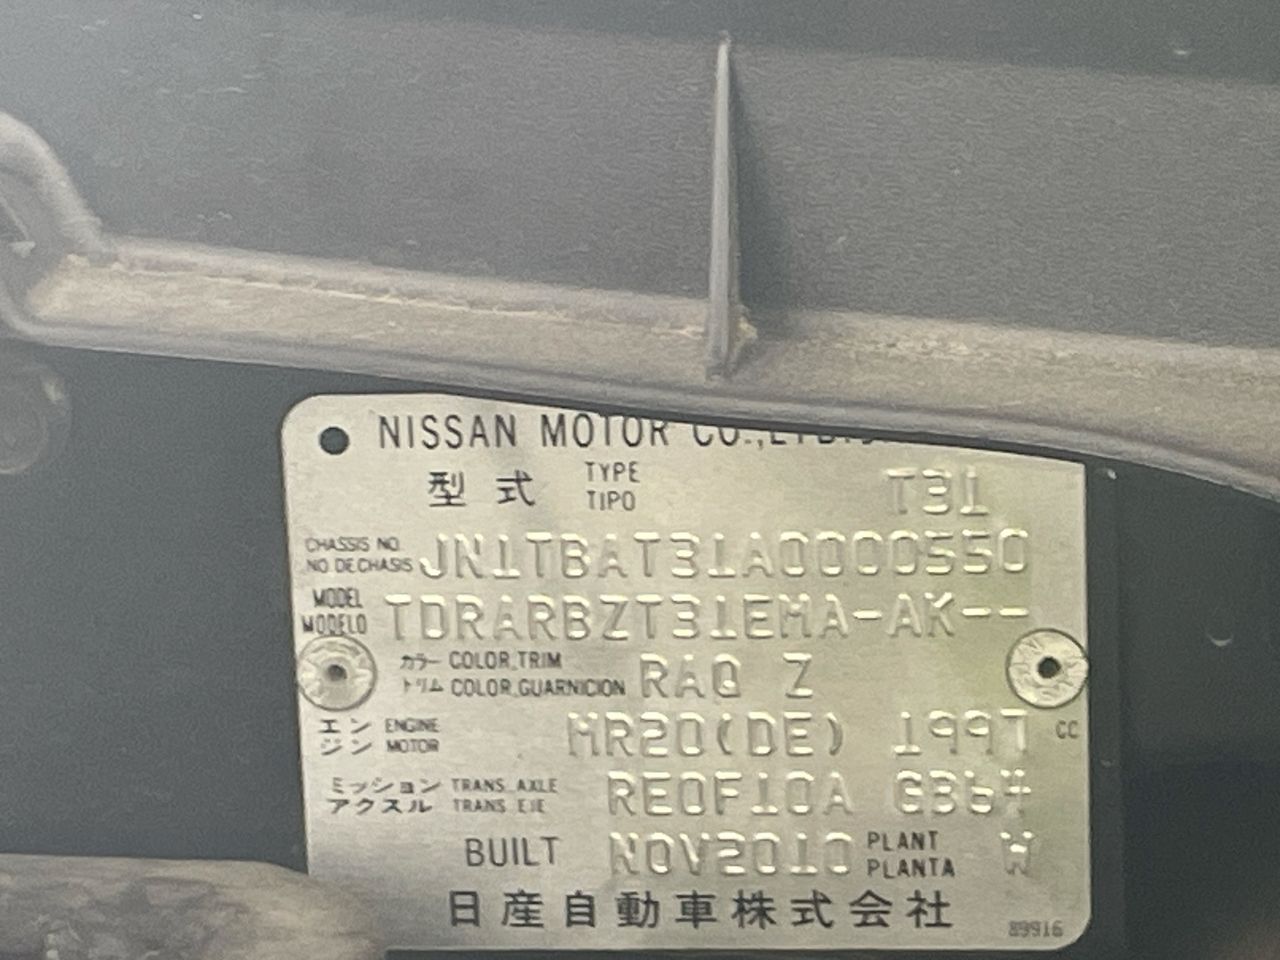 NISSAN MOTOR CO.,LTD.
型式 TYPE TIPO T31
CHASSIS NO. NO DE CHASIS JN1TBAT31A0000550
MODEL MODELO TDRARBZT31EMA-AK--
カラー COLOR,TRIM トリム COLOR,GUARNICION RAQ Z
エンジン ENGINE MOTOR MR20(DE) 1997 CC
ミッション TRANS. AXLE アクスル TRANS. EJE RE0F10A GB64
BUILT NOV2010 PLANT PLANTA W
日産自動車株式会社
89916